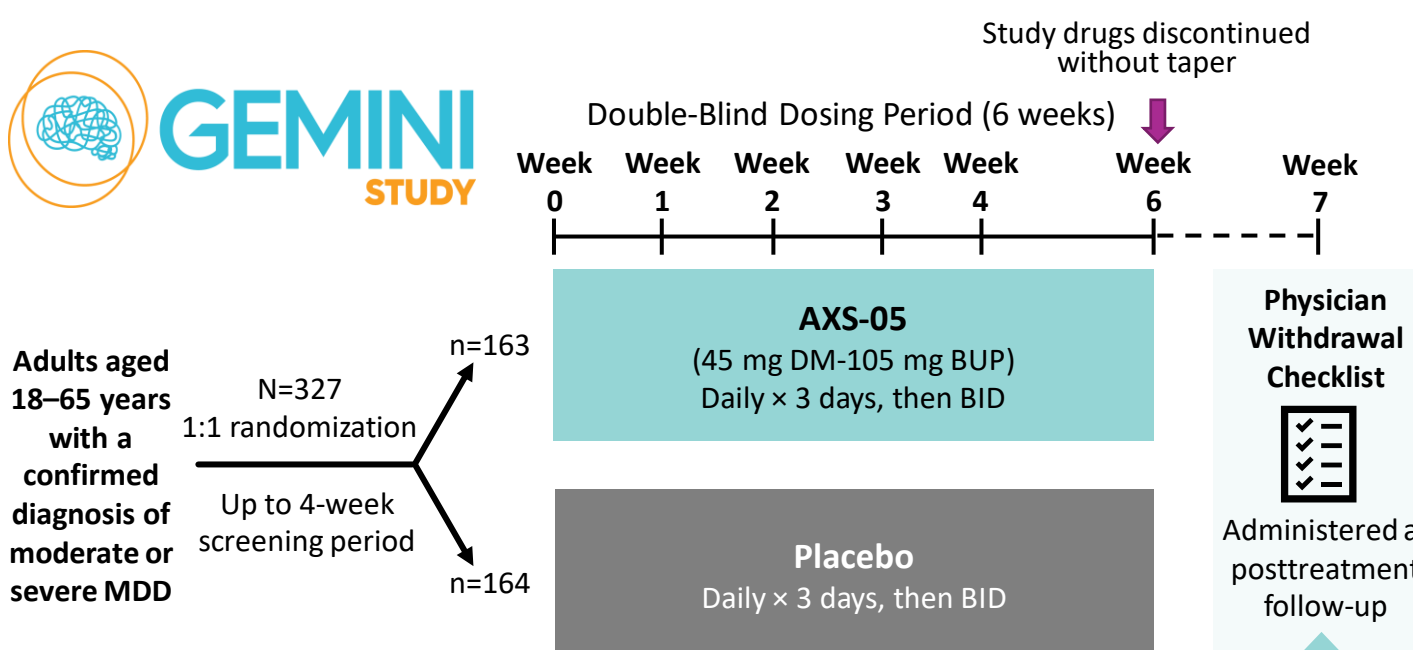 GEMINI
STUDY
Study drugs discontinued
without taper
Double-Blind Dosing Period (6 weeks)
Week Week Week Week Week Week Week
0 1 2 3 4 6 7
Adults aged
18–65 years
with a
confirmed
diagnosis of
moderate or
severe MDD
N=327
1:1 randomization
Up to 4-week
screening period
n=163
n=164
AXS-05
(45 mg DM-105 mg BUP)
Daily × 3 days, then BID
Placebo
Daily × 3 days, then BID
Physician
Withdrawal
Checklist
Administered
posttreatment
follow-up